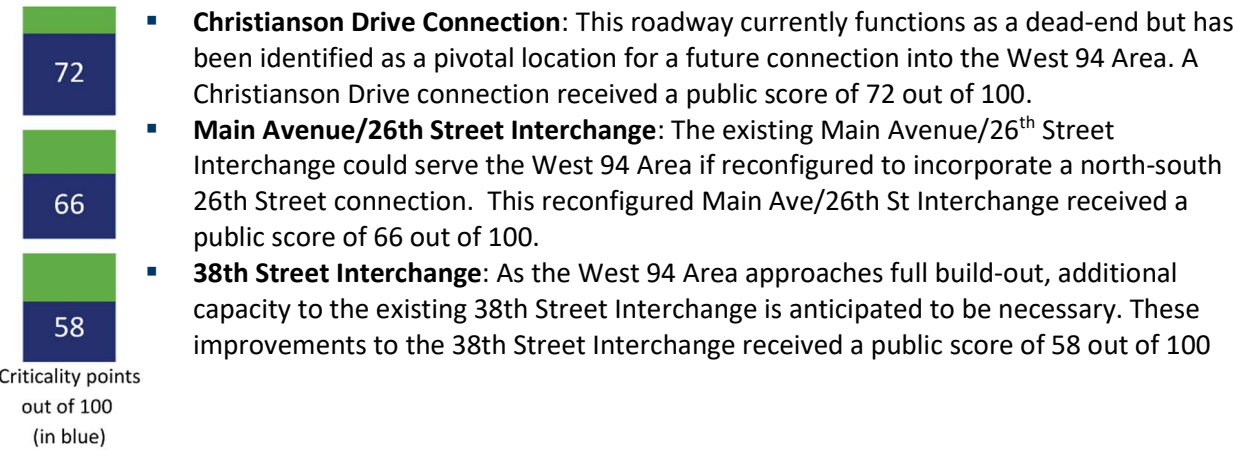 72
▪ Christianson Drive Connection: This roadway currently functions as a dead-end but has
been identified as a pivotal location for a future connection into the West 94 Area. A
Christianson Drive connection received a public score of 72 out of 100.
66
▪ Main Avenue/26th Street Interchange: The existing Main Avenue/26th Street
Interchange could serve the West 94 Area if reconfigured to incorporate a north-south
26th Street connection.  This reconfigured Main Ave/26th St Interchange received a
public score of 66 out of 100.
58
▪ 38th Street Interchange: As the West 94 Area approaches full build-out, additional
capacity to the existing 38th Street Interchange is anticipated to be necessary. These
improvements to the 38th Street Interchange received a public score of 58 out of 100
Criticality points
out of 100
(in blue)